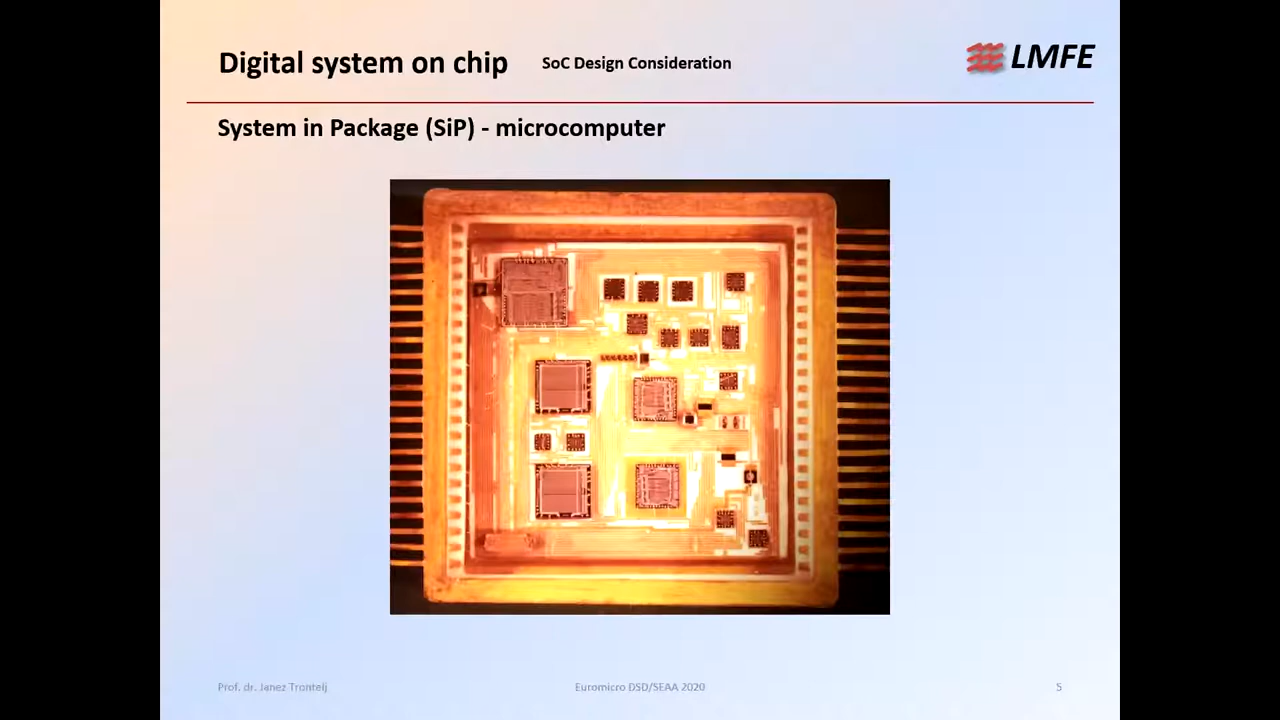 Digital system on chip SoC Design Consideration LMFE
System in Package (SiP) - microcomputer
Prof. dr. Janez Trontelj Euromicro DSD/SEAA 2020 5